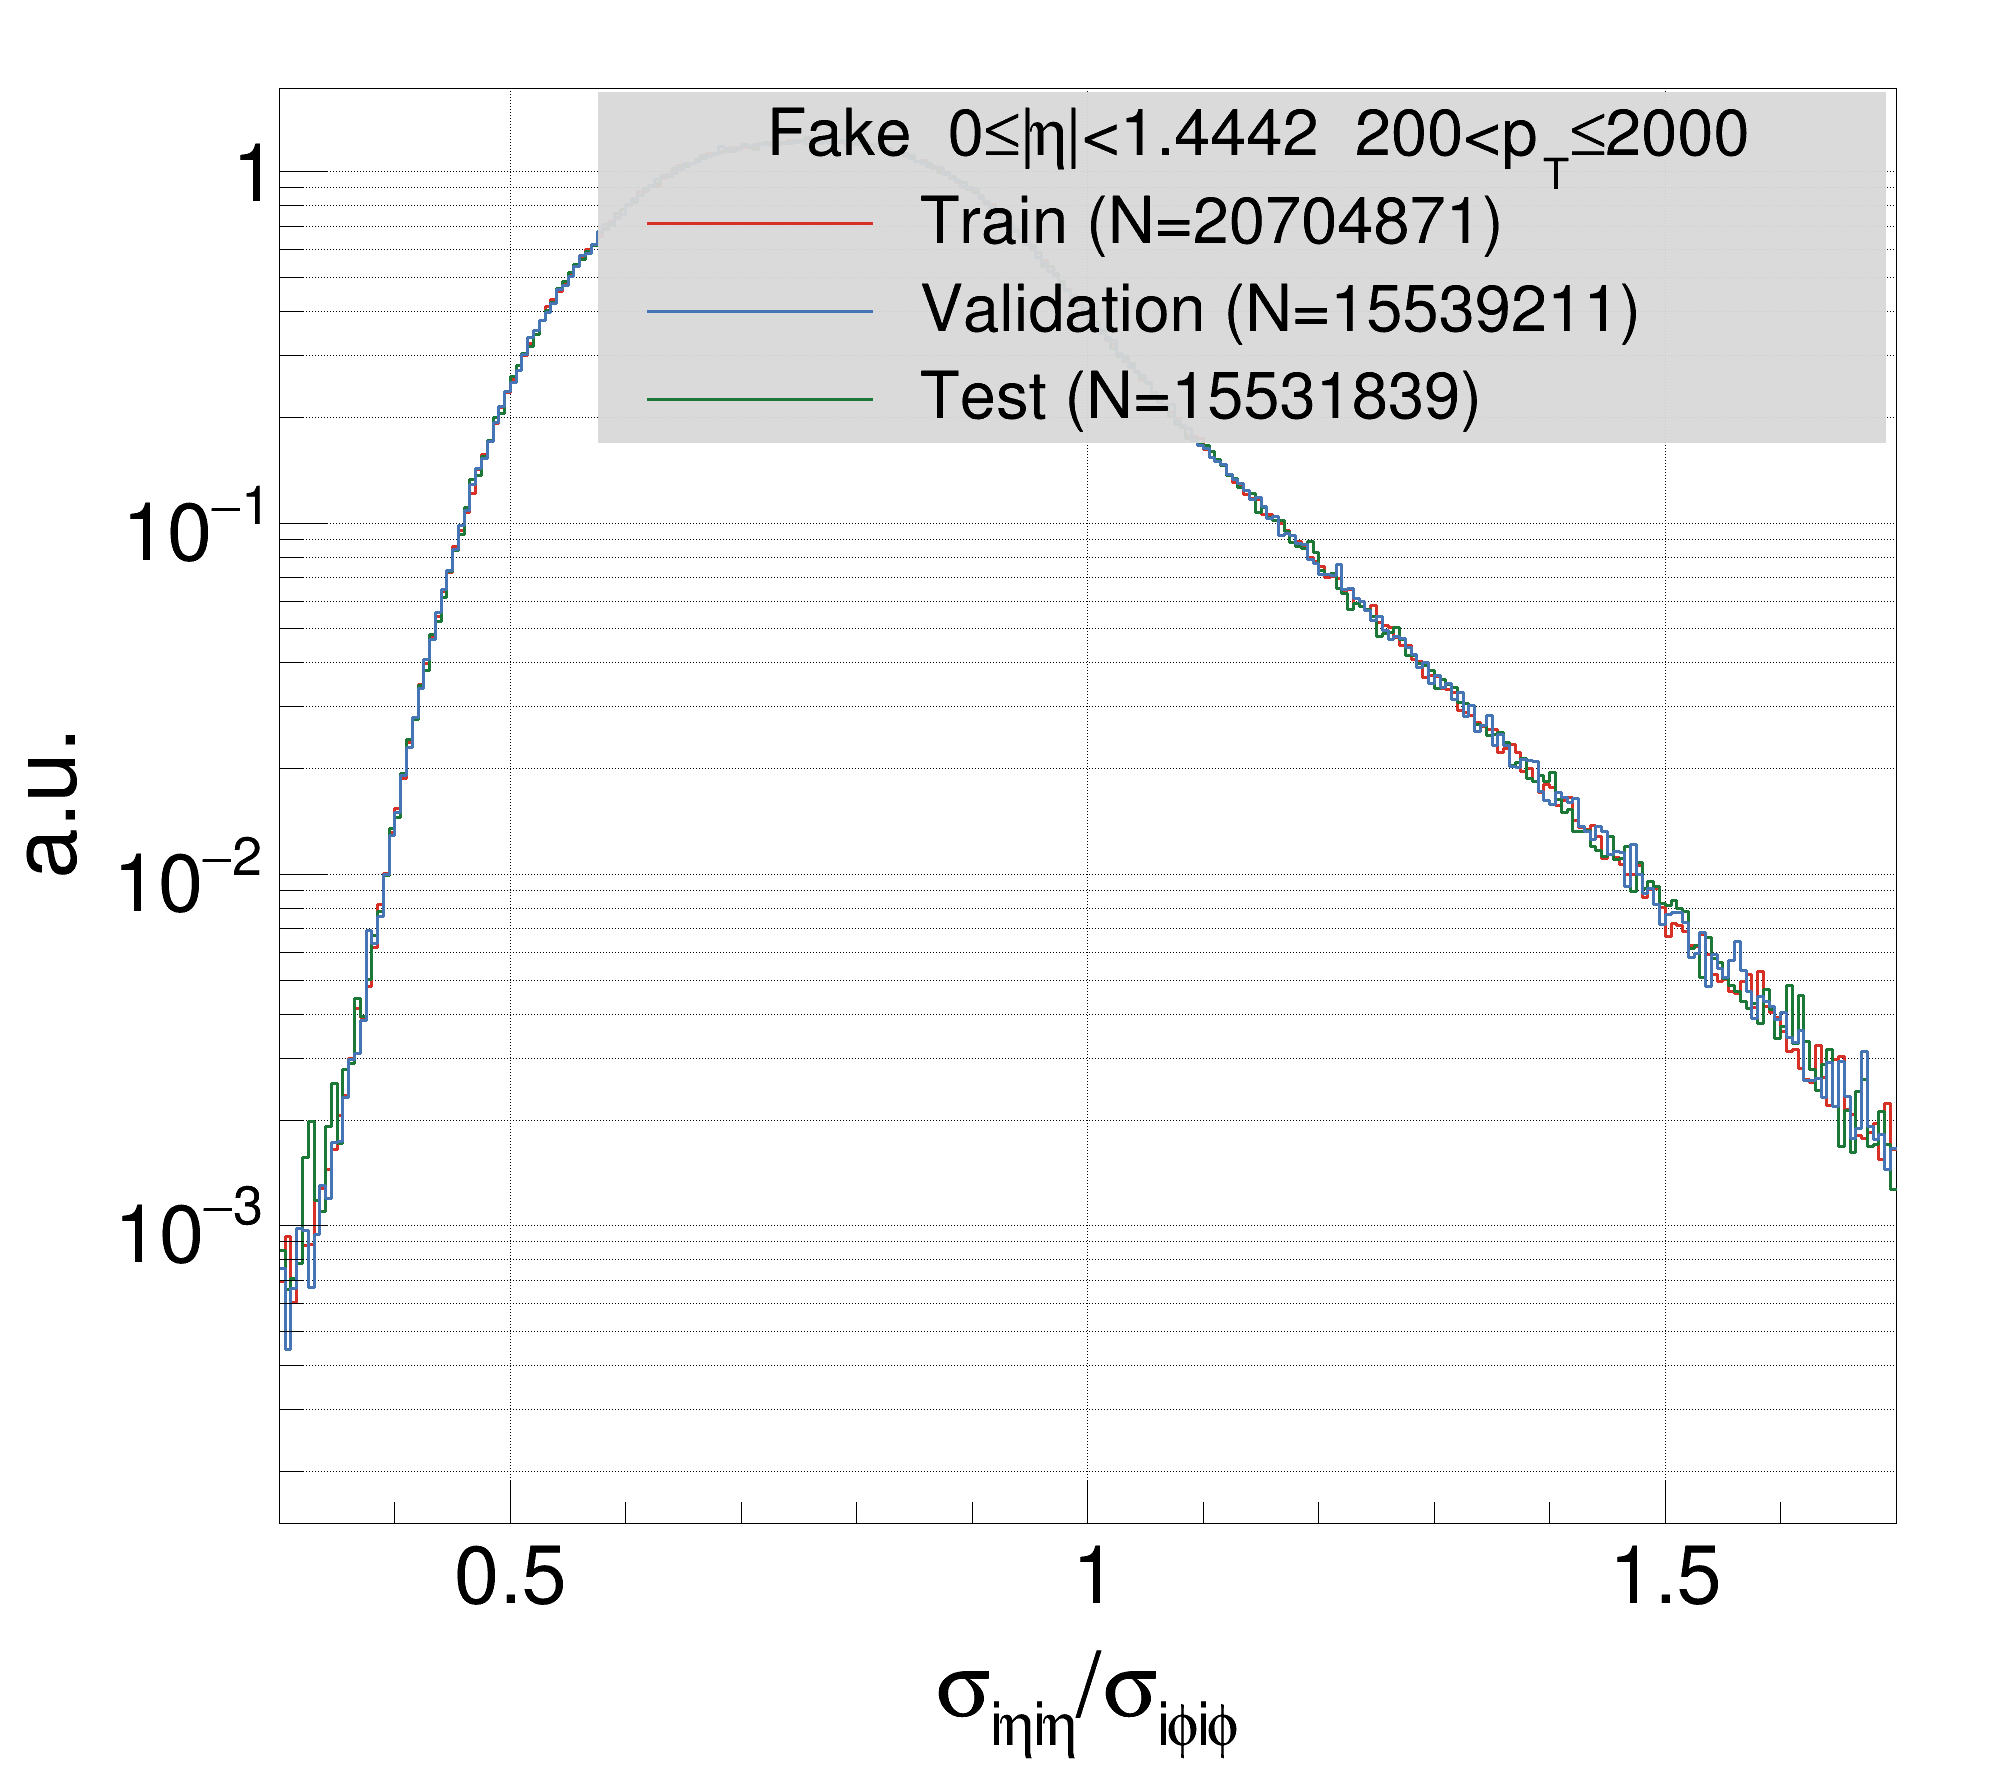 Fake 0≤|η|<1.4442 200<p_T≤2000
Train (N=20704871)
Validation (N=15539211)
Test (N=15531839)
1
10⁻¹
10⁻²
10⁻³
a.u.
0.5 1 1.5
σ_iηiη/σ_iϕiϕ